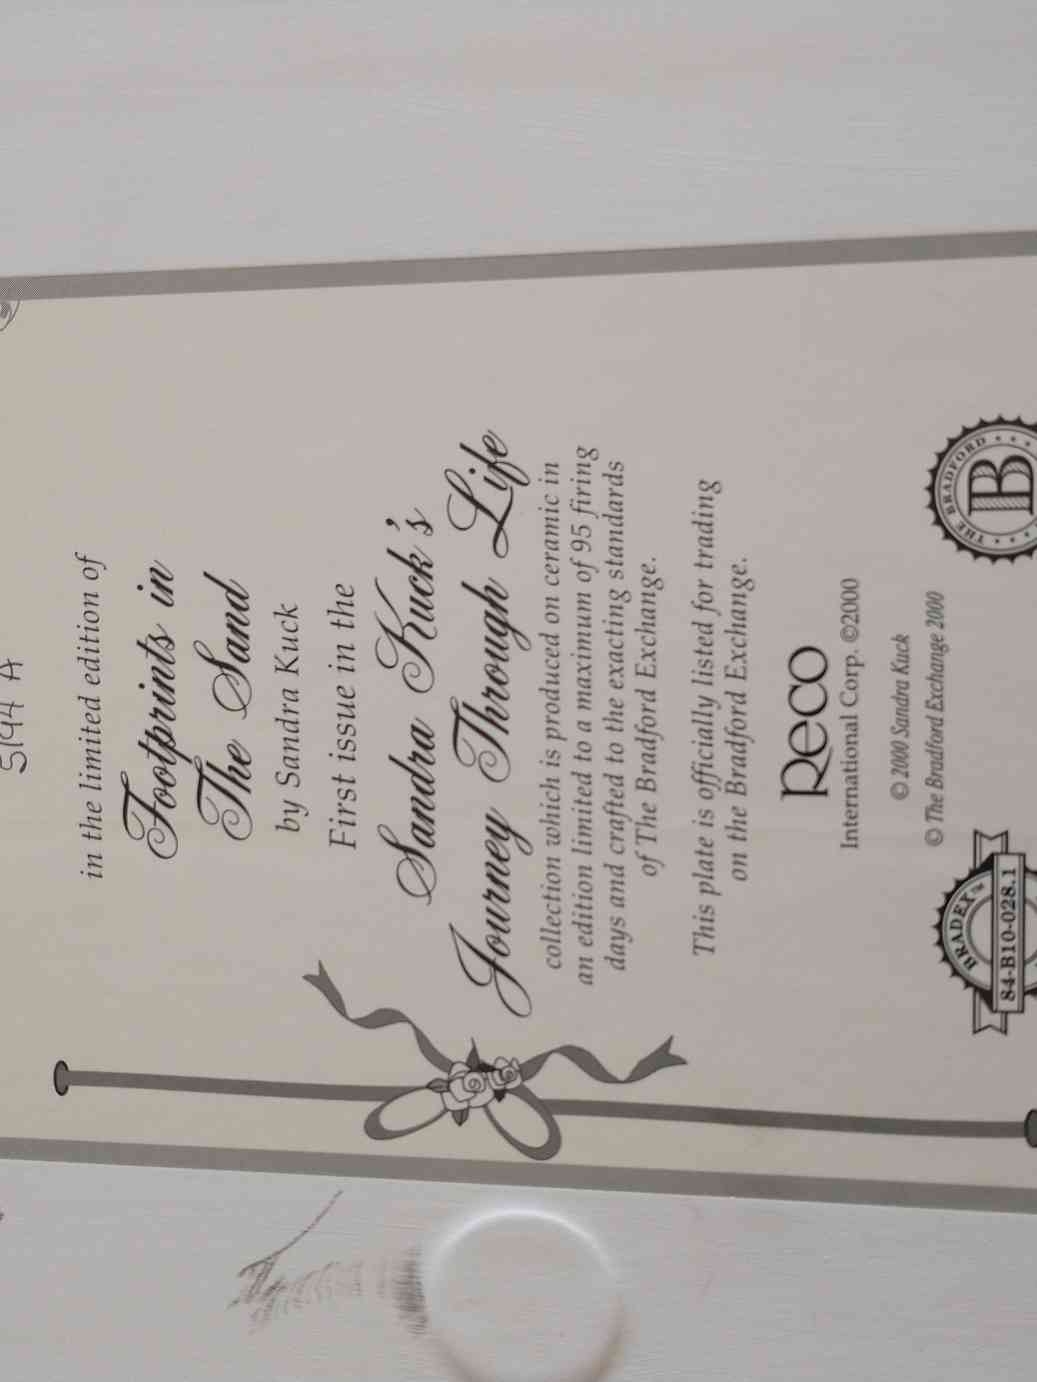 5194 A
in the limited edition of
Footprints in
The Sand
by Sandra Kuck
First issue in the
Sandra Kuck's
Journey Through Life
collection which is produced on ceramic in
an edition limited to a maximum of 95 firing
days and crafted to the exacting standards
of The Bradford Exchange.
This plate is officially listed for trading
on the Bradford Exchange.
Reco
International Corp. ©2000
© 2000 Sandra Kuck
© The Bradford Exchange 2000
BRADEX™
84-B10-028.1
THE BRADFORD
B